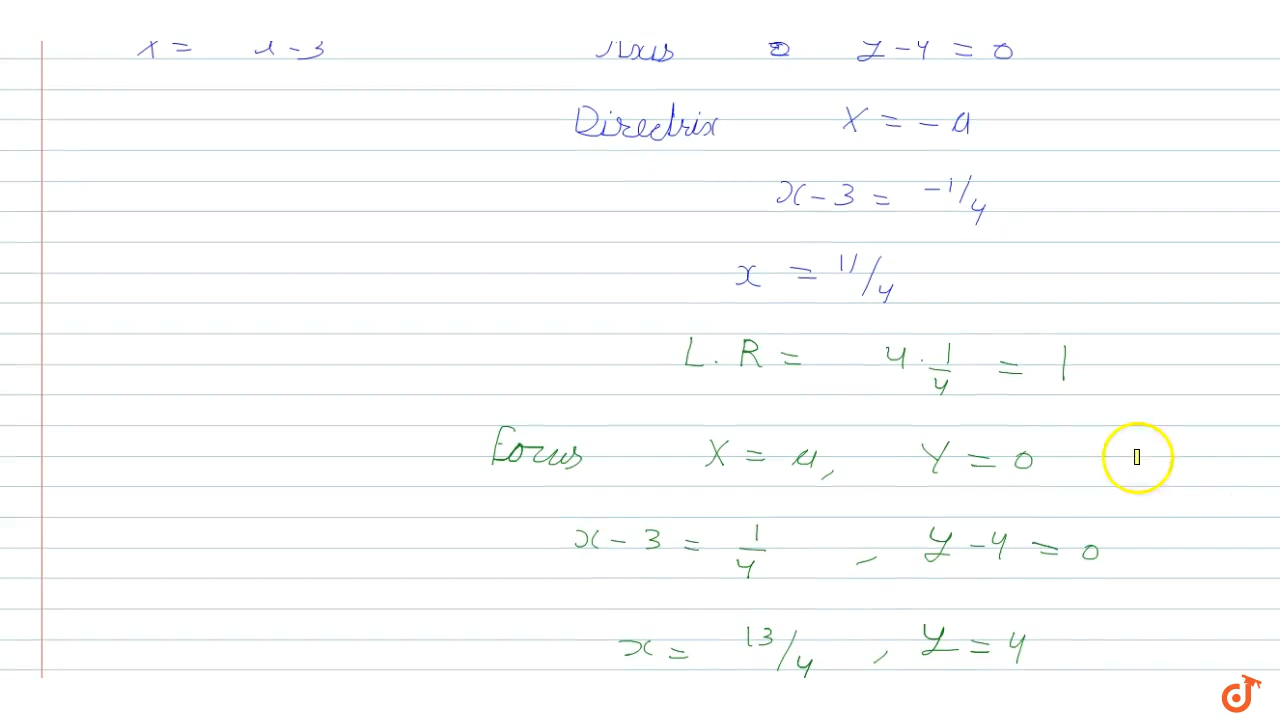 X = x - 3 Axis y - 4 = 0
Directrix X = - a
x - 3 = -1/4
x = 11/4
L.R = 4 . 1/4 = 1
Focus X = a, Y = 0
x - 3 = 1/4 , y - 4 = 0
x = 13/4 , y = 4